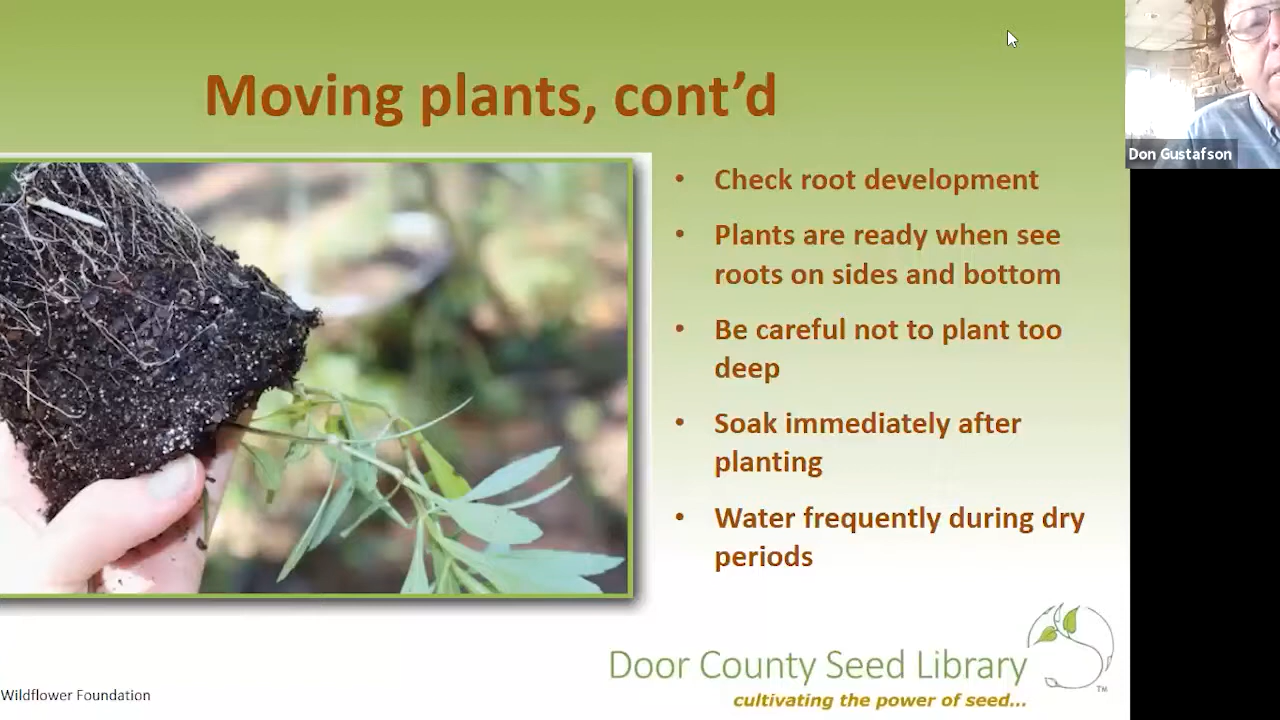 Moving plants, cont’d
Don Gustafson
• Check root development
• Plants are ready when see
roots on sides and bottom
• Be careful not to plant too
deep
• Soak immediately after
planting
• Water frequently during dry
periods
Door County Seed Library
TM
cultivating the power of seed...
Wildflower Foundation